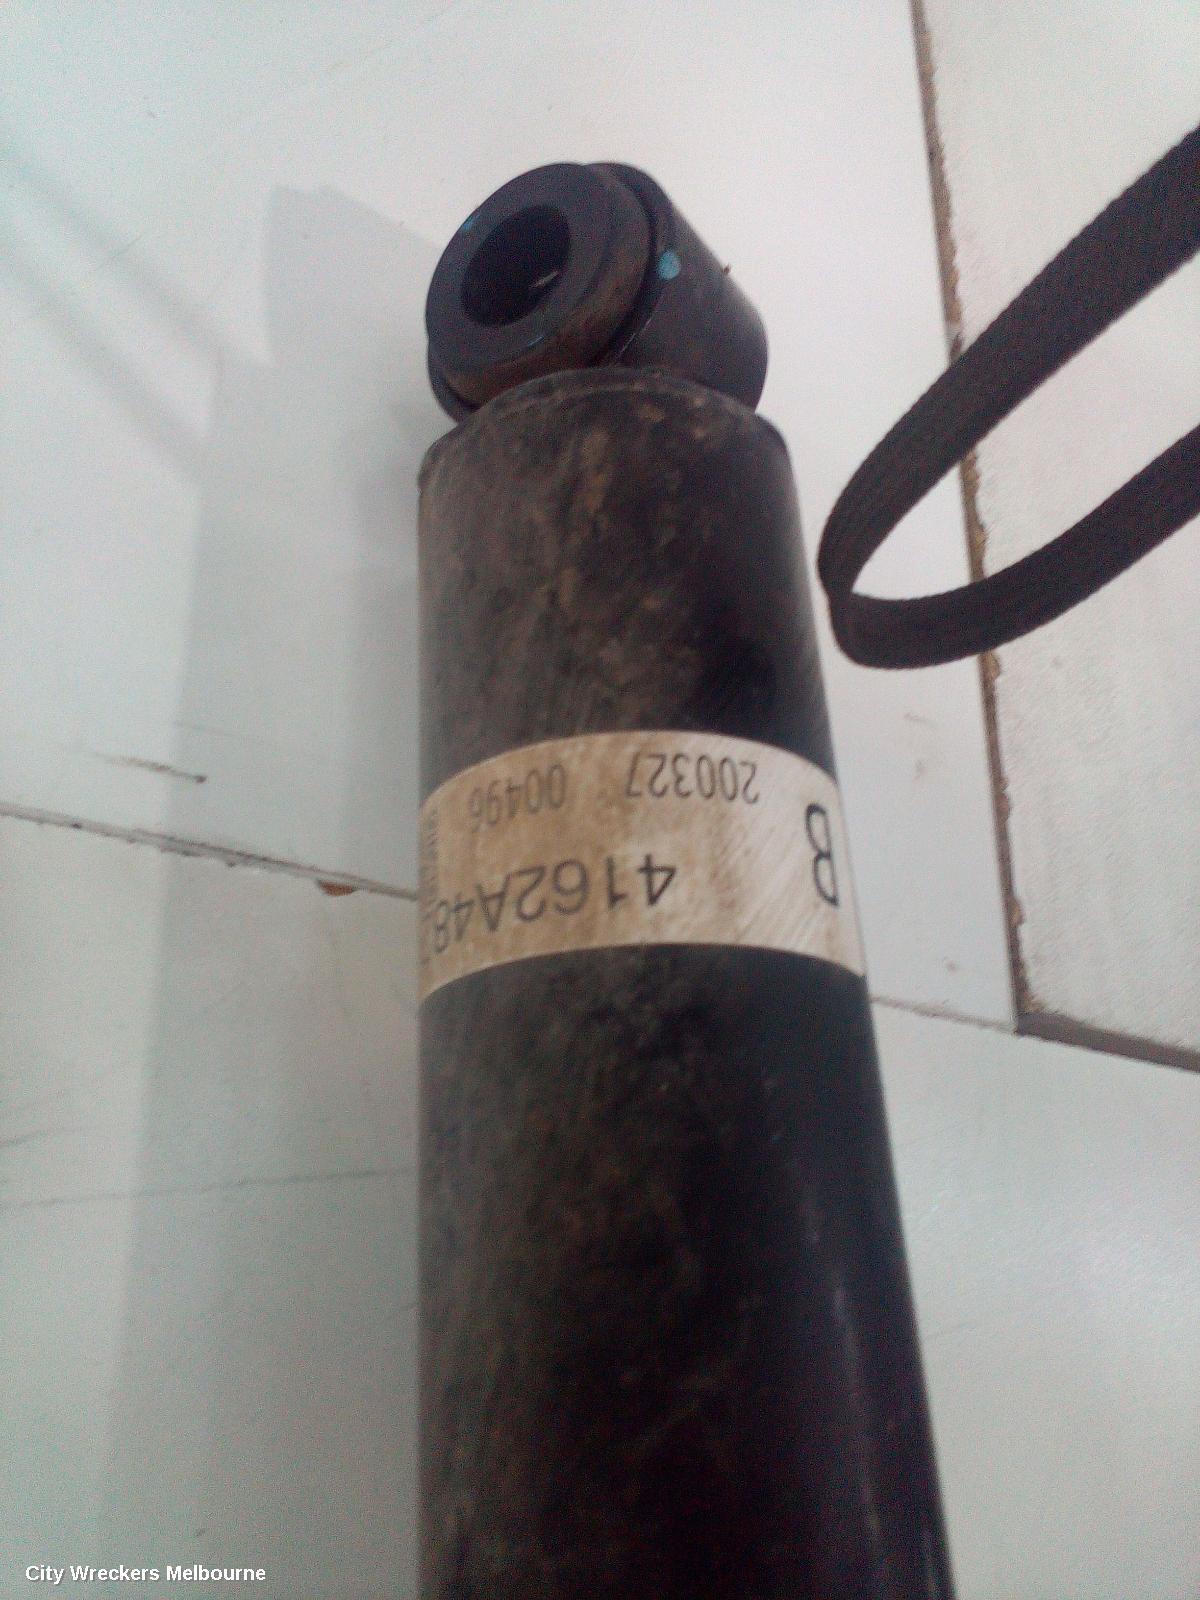 B
4162A48
200327 00496
City Wreckers Melbourne